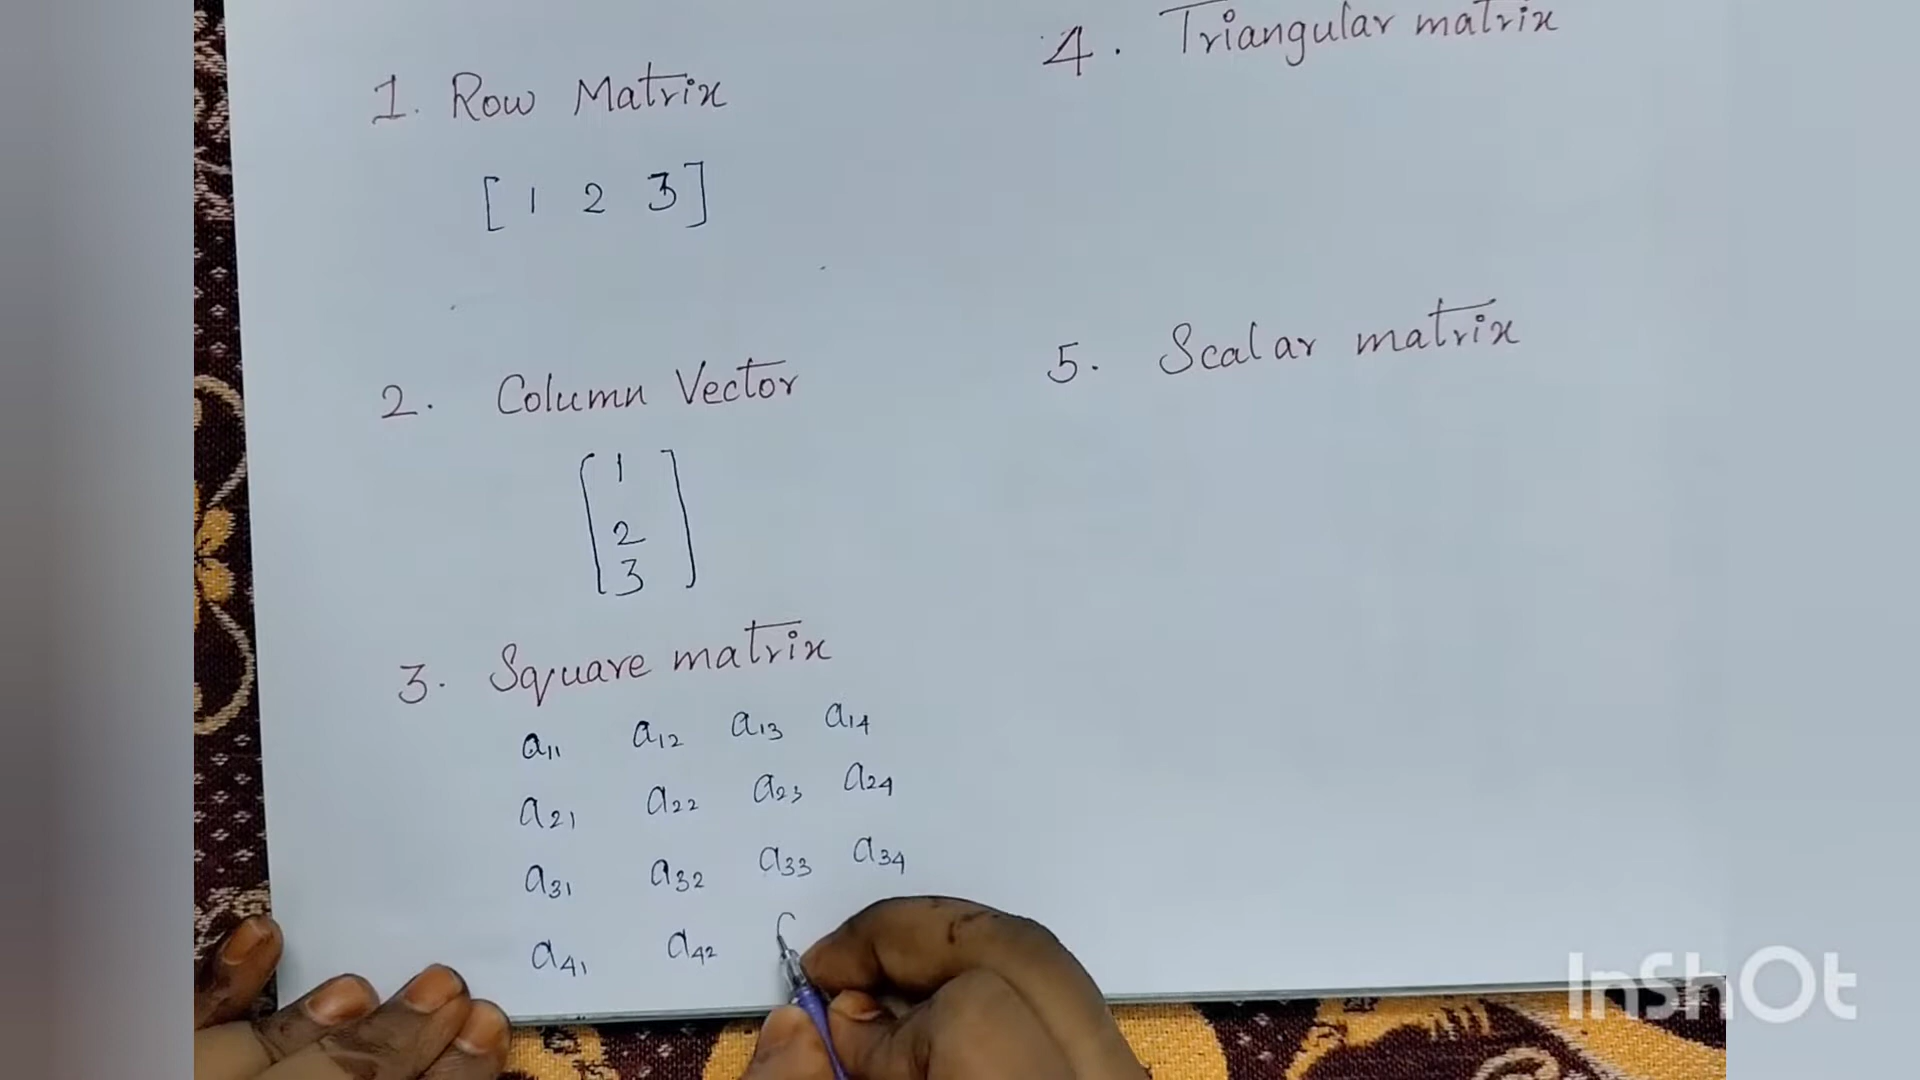 1. Row Matrix
[ 1 2 3 ]
2. Column Vector
1
2
3
3. Square matrix
a11 a12 a13 a14
a21 a22 a23 a24
a31 a32 a33 a34
a41 a42
4. Triangular matrix
5. Scalar matrix
InShOt